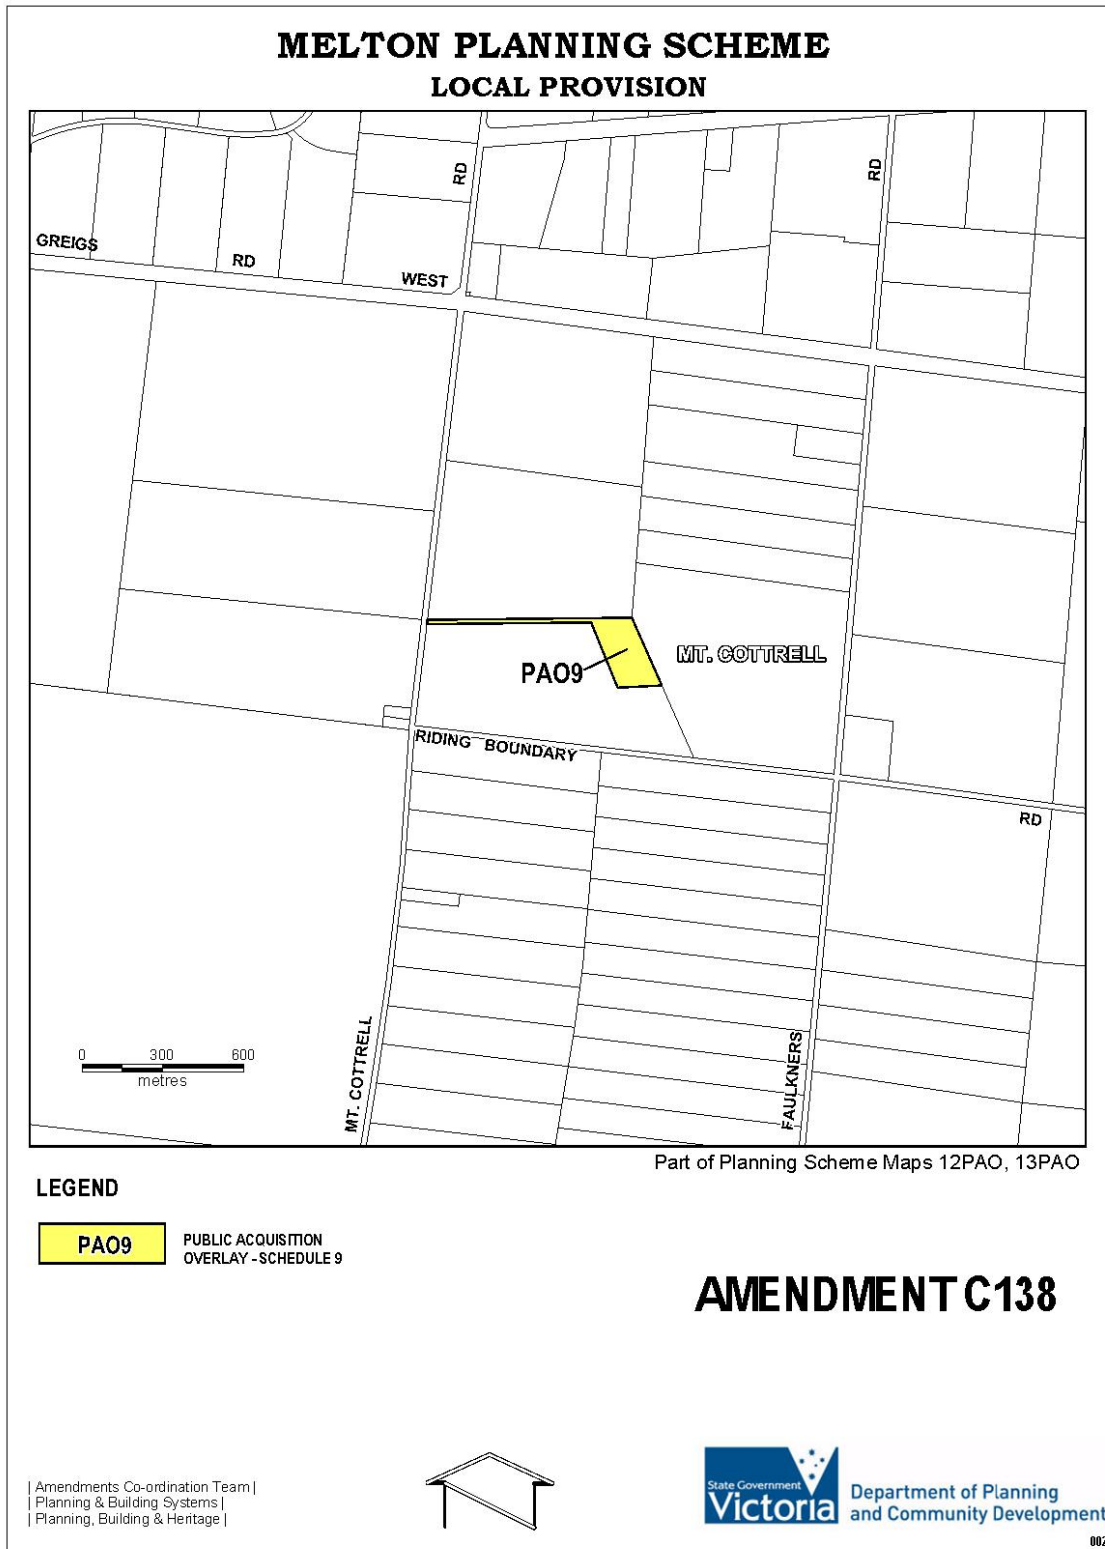 MELTON PLANNING SCHEME
LOCAL PROVISION
RD
RD
GREIGS
RD
WEST
MT. COTTRELL
PAO9
RIDING BOUNDARY
RD
MT. COTTRELL
FAULKNERS
0 300 600
metres
Part of Planning Scheme Maps 12PAO, 13PAO
LEGEND
PAO9
PUBLIC ACQUISITION
OVERLAY - SCHEDULE 9
AMENDMENT C138
| Amendments Co-ordination Team |
| Planning & Building Systems |
| Planning, Building & Heritage |
State Government
Victoria
Department of Planning
and Community Development
002